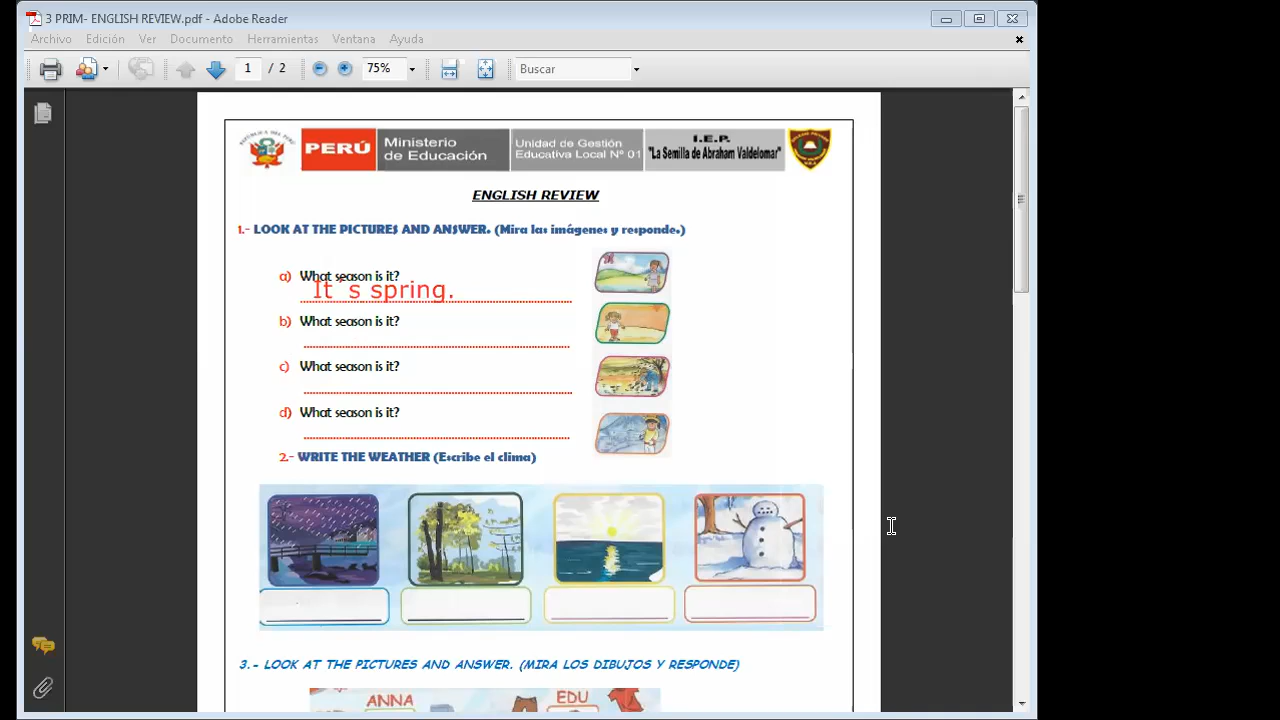 3 PRIM- ENGLISH REVIEW.pdf - Adobe Reader
Archivo Edición Ver Documento Herramientas Ventana Ayuda
1 / 2 75% Buscar
PERÚ
Ministerio
de Educación
Unidad de Gestión
Educativa Local Nº 01
I.E.P.
"La Semilla de Abraham Valdelomar"
ENGLISH REVIEW
1.- LOOK AT THE PICTURES AND ANSWER. (Mira las imágenes y responde.)
a) What season is it?
It´s spring.
b) What season is it?
c) What season is it?
d) What season is it?
2.- WRITE THE WEATHER (Escribe el clima)
3.- LOOK AT THE PICTURES AND ANSWER. (MIRA LOS DIBUJOS Y RESPONDE)
ANNA EDU